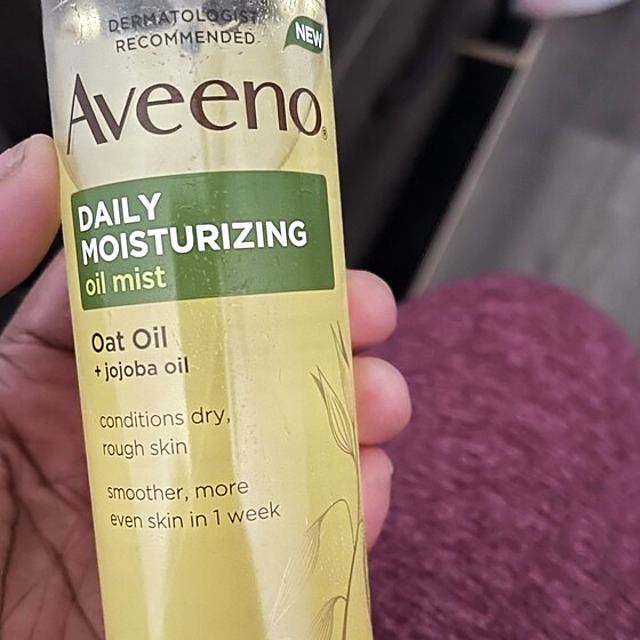 DERMATOLOGIST
RECOMMENDED
NEW
Aveeno®
DAILY
MOISTURIZING
oil mist
Oat Oil
+ jojoba oil
conditions dry,
rough skin
smoother, more
even skin in 1 week